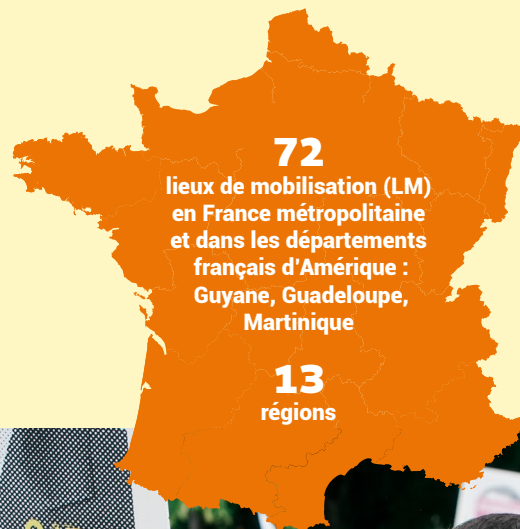 72
lieux de mobilisation (LM)
en France métropolitaine
et dans les départements
français d'Amérique :
Guyane, Guadeloupe,
Martinique
13
régions